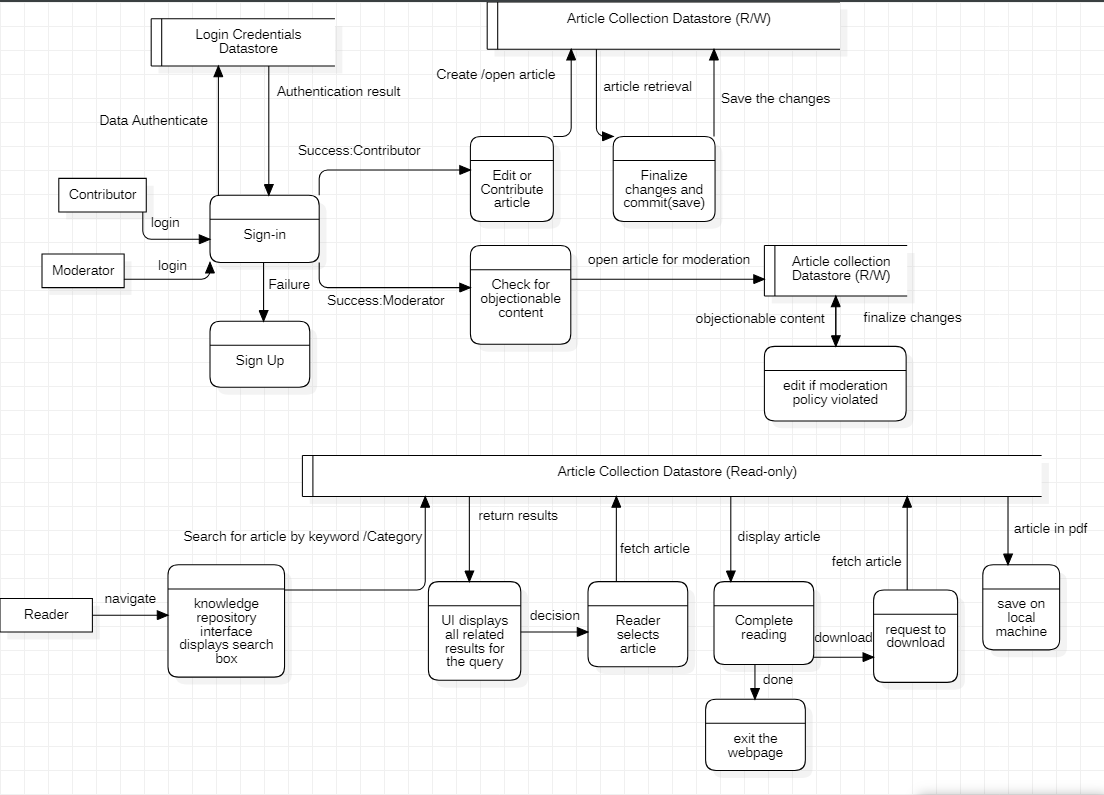 Article Collection Datastore (R/W)
Login Credentials
Datastore
Create /open article
article retrieval
Authentication result
Save the changes
Data Authenticate
Success:Contributor
Edit or
Contribute
article
Finalize
changes and
commit(save)
Contributor
login
Sign-in
Moderator
login
Failure
Success:Moderator
Check for
objectionable
content
open article for moderation
Article collection
Datastore (R/W)
objectionable content
finalize changes
Sign Up
edit if moderation
policy violated
Article Collection Datastore (Read-only)
Search for article by keyword /Category
return results
fetch article
display article
fetch article
article in pdf
Reader
navigate
knowledge
repository
interface
displays search
box
UI displays
all related
results for
the query
decision
Reader
selects
article
Complete
reading
download
request to
download
save on
local
machine
done
exit the
webpage